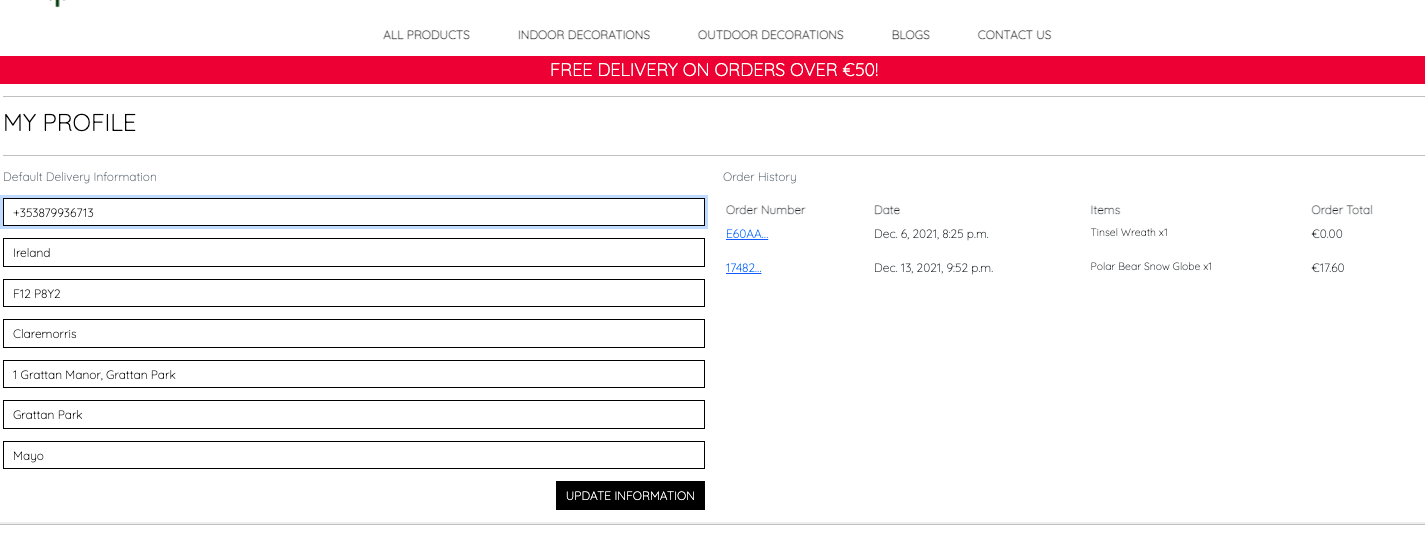 ALL PRODUCTS INDOOR DECORATIONS OUTDOOR DECORATIONS BLOGS CONTACT US
FREE DELIVERY ON ORDERS OVER €50!
MY PROFILE
Default Delivery Information
+353879936713
Ireland
F12 P8Y2
Claremorris
1 Grattan Manor, Grattan Park
Grattan Park
Mayo
UPDATE INFORMATION
Order History
Order Number Date Items Order Total
E60AA... Dec. 6, 2021, 8:25 p.m. Tinsel Wreath x1 €0.00
17482... Dec. 13, 2021, 9:52 p.m. Polar Bear Snow Globe x1 €17.60